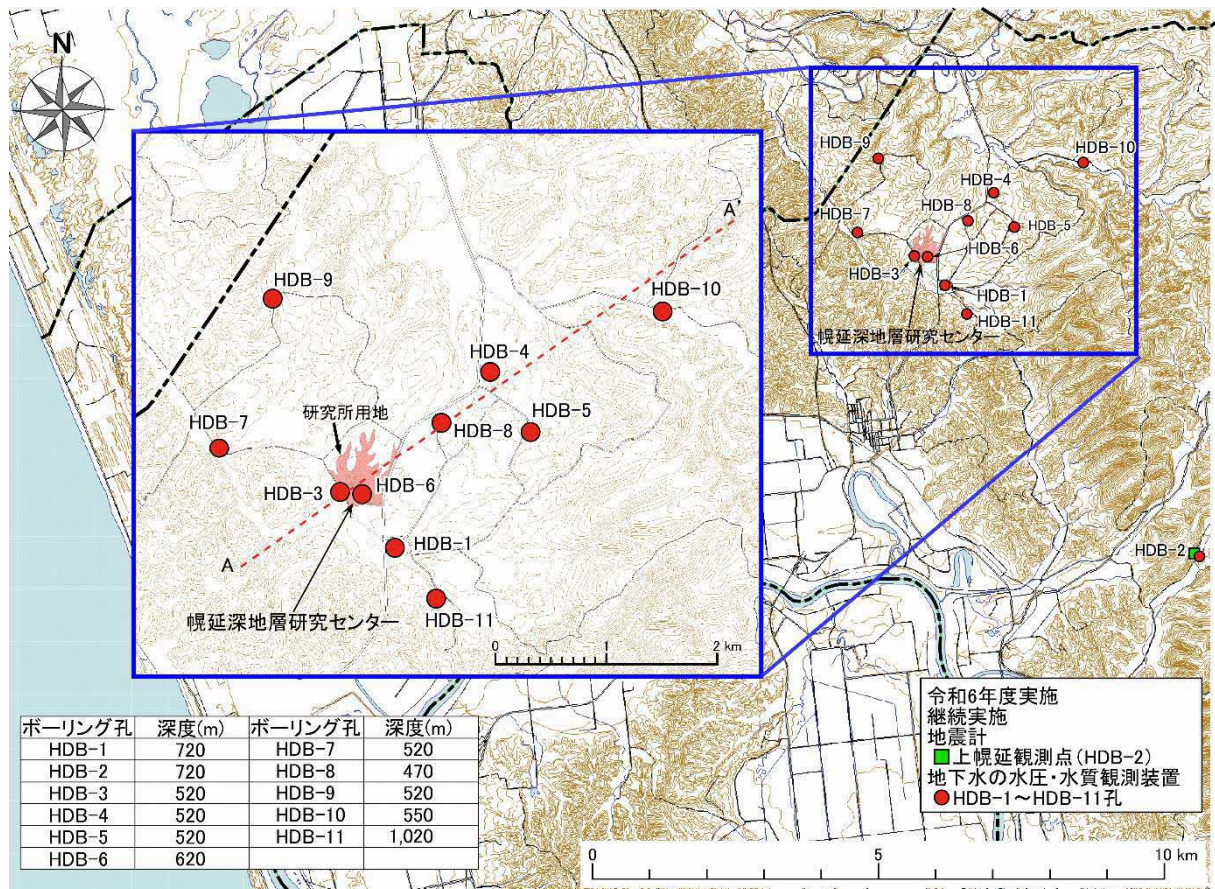 N
HDB-9
HDB-10
HDB-4
HDB-8
HDB-7
HDB-5
HDB-6
HDB-3
HDB-1
HDB-11
幌延深地層研究センター
HDB-2
A'
HDB-9
HDB-10
HDB-4
研究所用地
HDB-5
HDB-7
HDB-8
HDB-3
HDB-6
HDB-1
A
幌延深地層研究センター
HDB-11
0 1 2 km
ボーリング孔 深度(m) ボーリング孔 深度(m)
HDB-1 720 HDB-7 520
HDB-2 720 HDB-8 470
HDB-3 520 HDB-9 520
HDB-4 520 HDB-10 550
HDB-5 520 HDB-11 1,020
HDB-6 620
令和6年度実施
継続実施
地震計
上幌延観測点(HDB-2)
地下水の水圧・水質観測装置
HDB-1～HDB-11孔
0 5 10 km